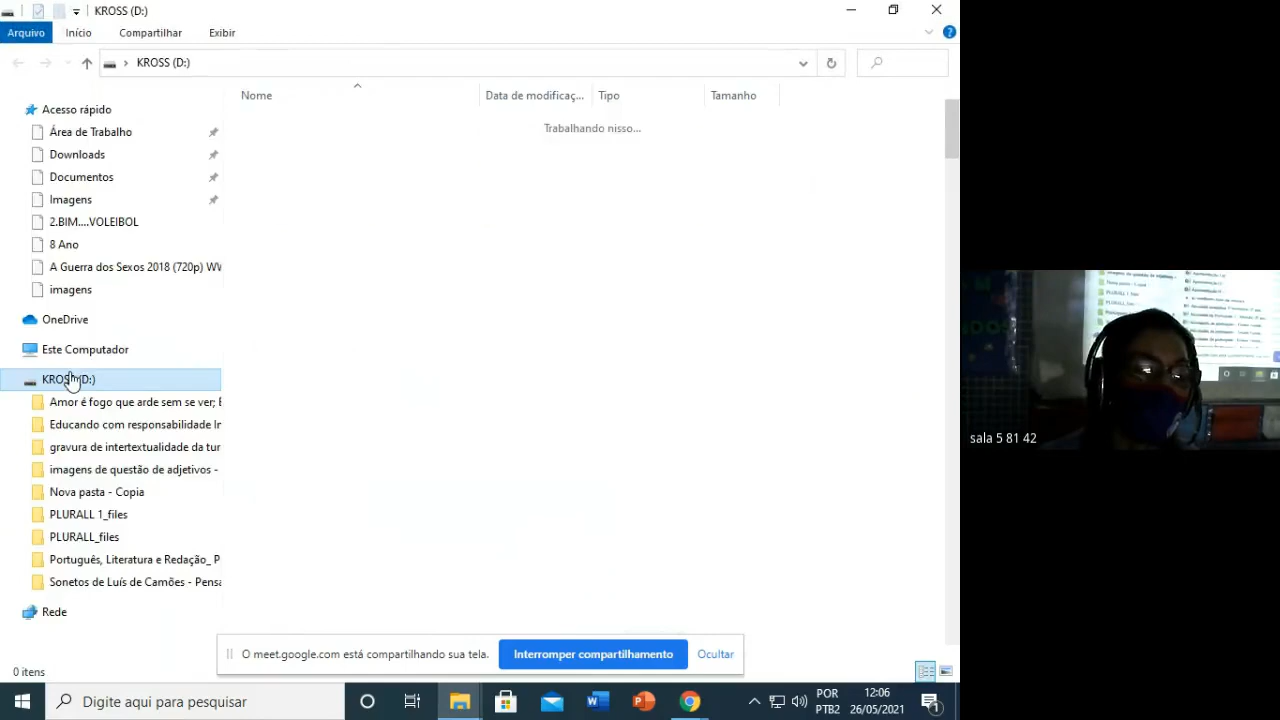 KROSS (D:)
Arquivo Início Compartilhar Exibir
KROSS (D:)
Nome Data de modificaç... Tipo Tamanho
Trabalhando nisso...
Acesso rápido
Área de Trabalho
Downloads
Documentos
Imagens
2.BIM....VOLEIBOL
8 Ano
A Guerra dos Sexos 2018 (720p) WW
imagens
OneDrive
Este Computador
KROSS (D:)
Amor é fogo que arde sem se ver; E
Educando com responsabilidade In
gravura de intertextualidade da tur
imagens de questão de adjetivos -
Nova pasta - Copia
PLURALL 1_files
PLURALL_files
Português, Literatura e Redação_ P
Sonetos de Luís de Camões - Pensa
Rede
O meet.google.com está compartilhando sua tela. Interromper compartilhamento Ocultar
0 itens
Digite aqui para pesquisar
POR
PTB2
12:06
26/05/2021
1
sala 5 81 42